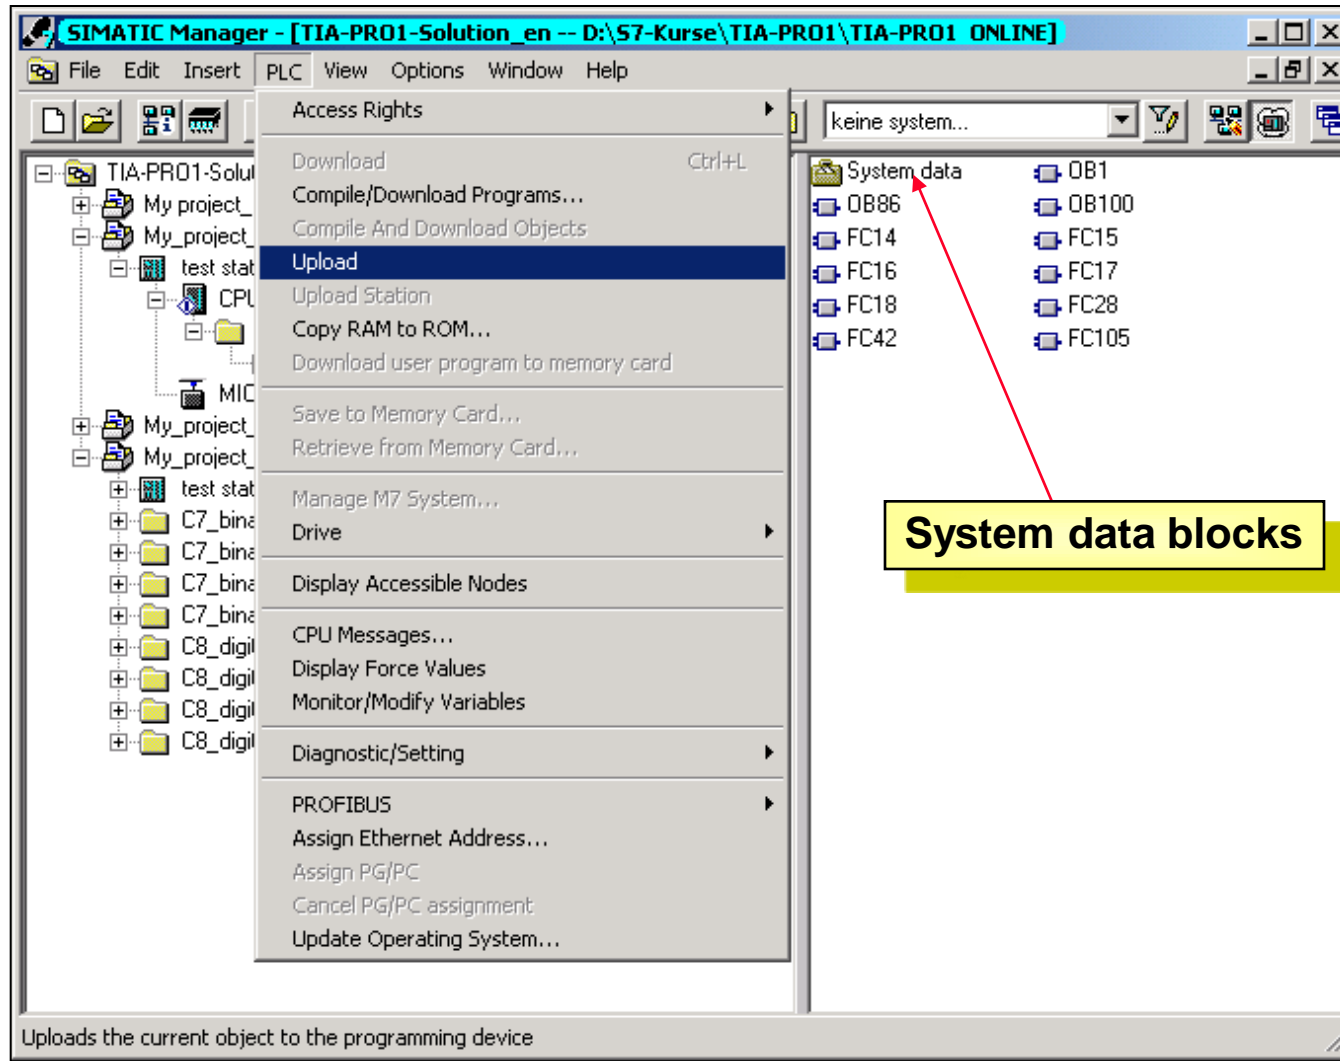 SIMATIC Manager - [TIA-PRO1-Solution_en -- D:\S7-Kurse\TIA-PRO1\TIA-PRO1 ONLINE]
File Edit Insert PLC View Options Window Help
keine system...
Access Rights
Download Ctrl+L
Compile/Download Programs...
Compile And Download Objects
Upload
Upload Station
Copy RAM to ROM...
Download user program to memory card
Save to Memory Card...
Retrieve from Memory Card...
Manage M7 System...
Drive
Display Accessible Nodes
CPU Messages...
Display Force Values
Monitor/Modify Variables
Diagnostic/Setting
PROFIBUS
Assign Ethernet Address...
Assign PG/PC
Cancel PG/PC assignment
Update Operating System...
TIA-PRO1-Solu
My project_
My_project_
test stat
CPU
MIC
My_project_
My_project_
test stat
C7_bina
C7_bina
C7_bina
C7_bina
C8_digi
C8_digi
C8_digi
C8_digi
System data OB1
OB86 OB100
FC14 FC15
FC16 FC17
FC18 FC28
FC42 FC105
System data blocks
Uploads the current object to the programming device